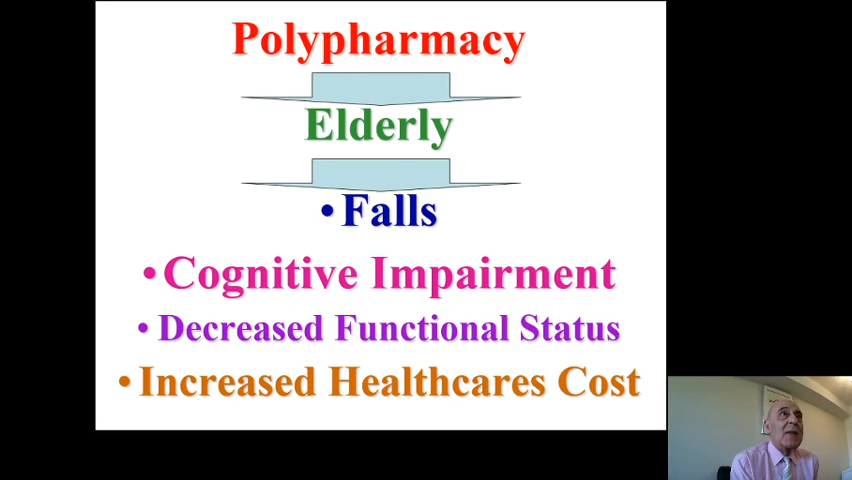 Polypharmacy
Elderly
• Falls
• Cognitive Impairment
• Decreased Functional Status
• Increased Healthcares Cost